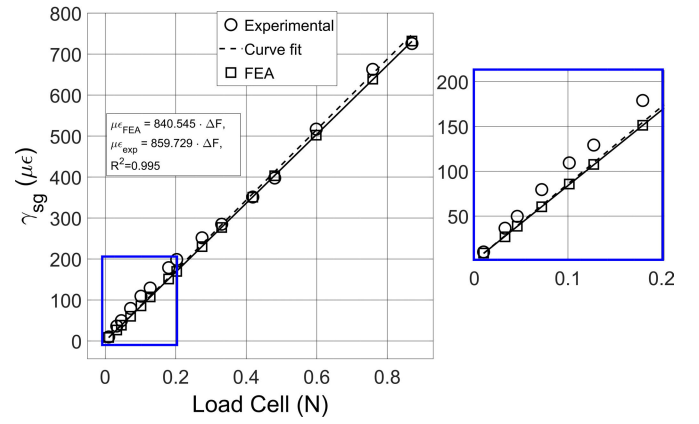 800
700
600
500
400
300
200
100
0
γsg (με)
Experimental
Curve fit
FEA
μϵFEA = 840.545 · ΔF,
μϵexp = 859.729 · ΔF,
R²=0.995
0 0.2 0.4 0.6 0.8
Load Cell (N)
200
150
100
50
0 0.1 0.2